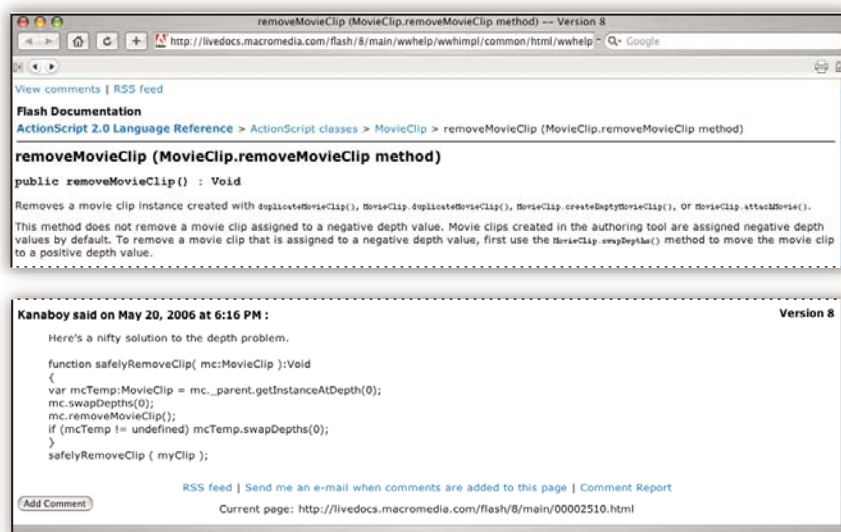 removeMovieClip (MovieClip.removeMovieClip method) -- Version 8
http://livedocs.macromedia.com/flash/8/main/wwhelp/wwhimpl/common/html/wwhelp
Google
View comments | RSS feed
Flash Documentation
ActionScript 2.0 Language Reference > ActionScript classes > MovieClip > removeMovieClip (MovieClip.removeMovieClip method)
removeMovieClip (MovieClip.removeMovieClip method)
public removeMovieClip() : Void
Removes a movie clip instance created with duplicateMovieClip(), MovieClip.duplicateMovieClip(), MovieClip.createEmptyMovieClip(), or MovieClip.attachMovie().
This method does not remove a movie clip assigned to a negative depth value. Movie clips created in the authoring tool are assigned negative depth
values by default. To remove a movie clip that is assigned to a negative depth value, first use the MovieClip.swapDepths() method to move the movie clip
to a positive depth value.
Kanaboy said on May 20, 2006 at 6:16 PM :
Version 8
Here's a nifty solution to the depth problem.
function safelyRemoveClip( mc:MovieClip ):Void
{
var mcTemp:MovieClip = mc._parent.getInstanceAtDepth(0);
mc.swapDepths(0);
mc.removeMovieClip();
if (mcTemp != undefined) mcTemp.swapDepths(0);
}
safelyRemoveClip ( myClip );
RSS feed | Send me an e-mail when comments are added to this page | Comment Report
Add Comment
Current page: http://livedocs.macromedia.com/flash/8/main/00002510.html